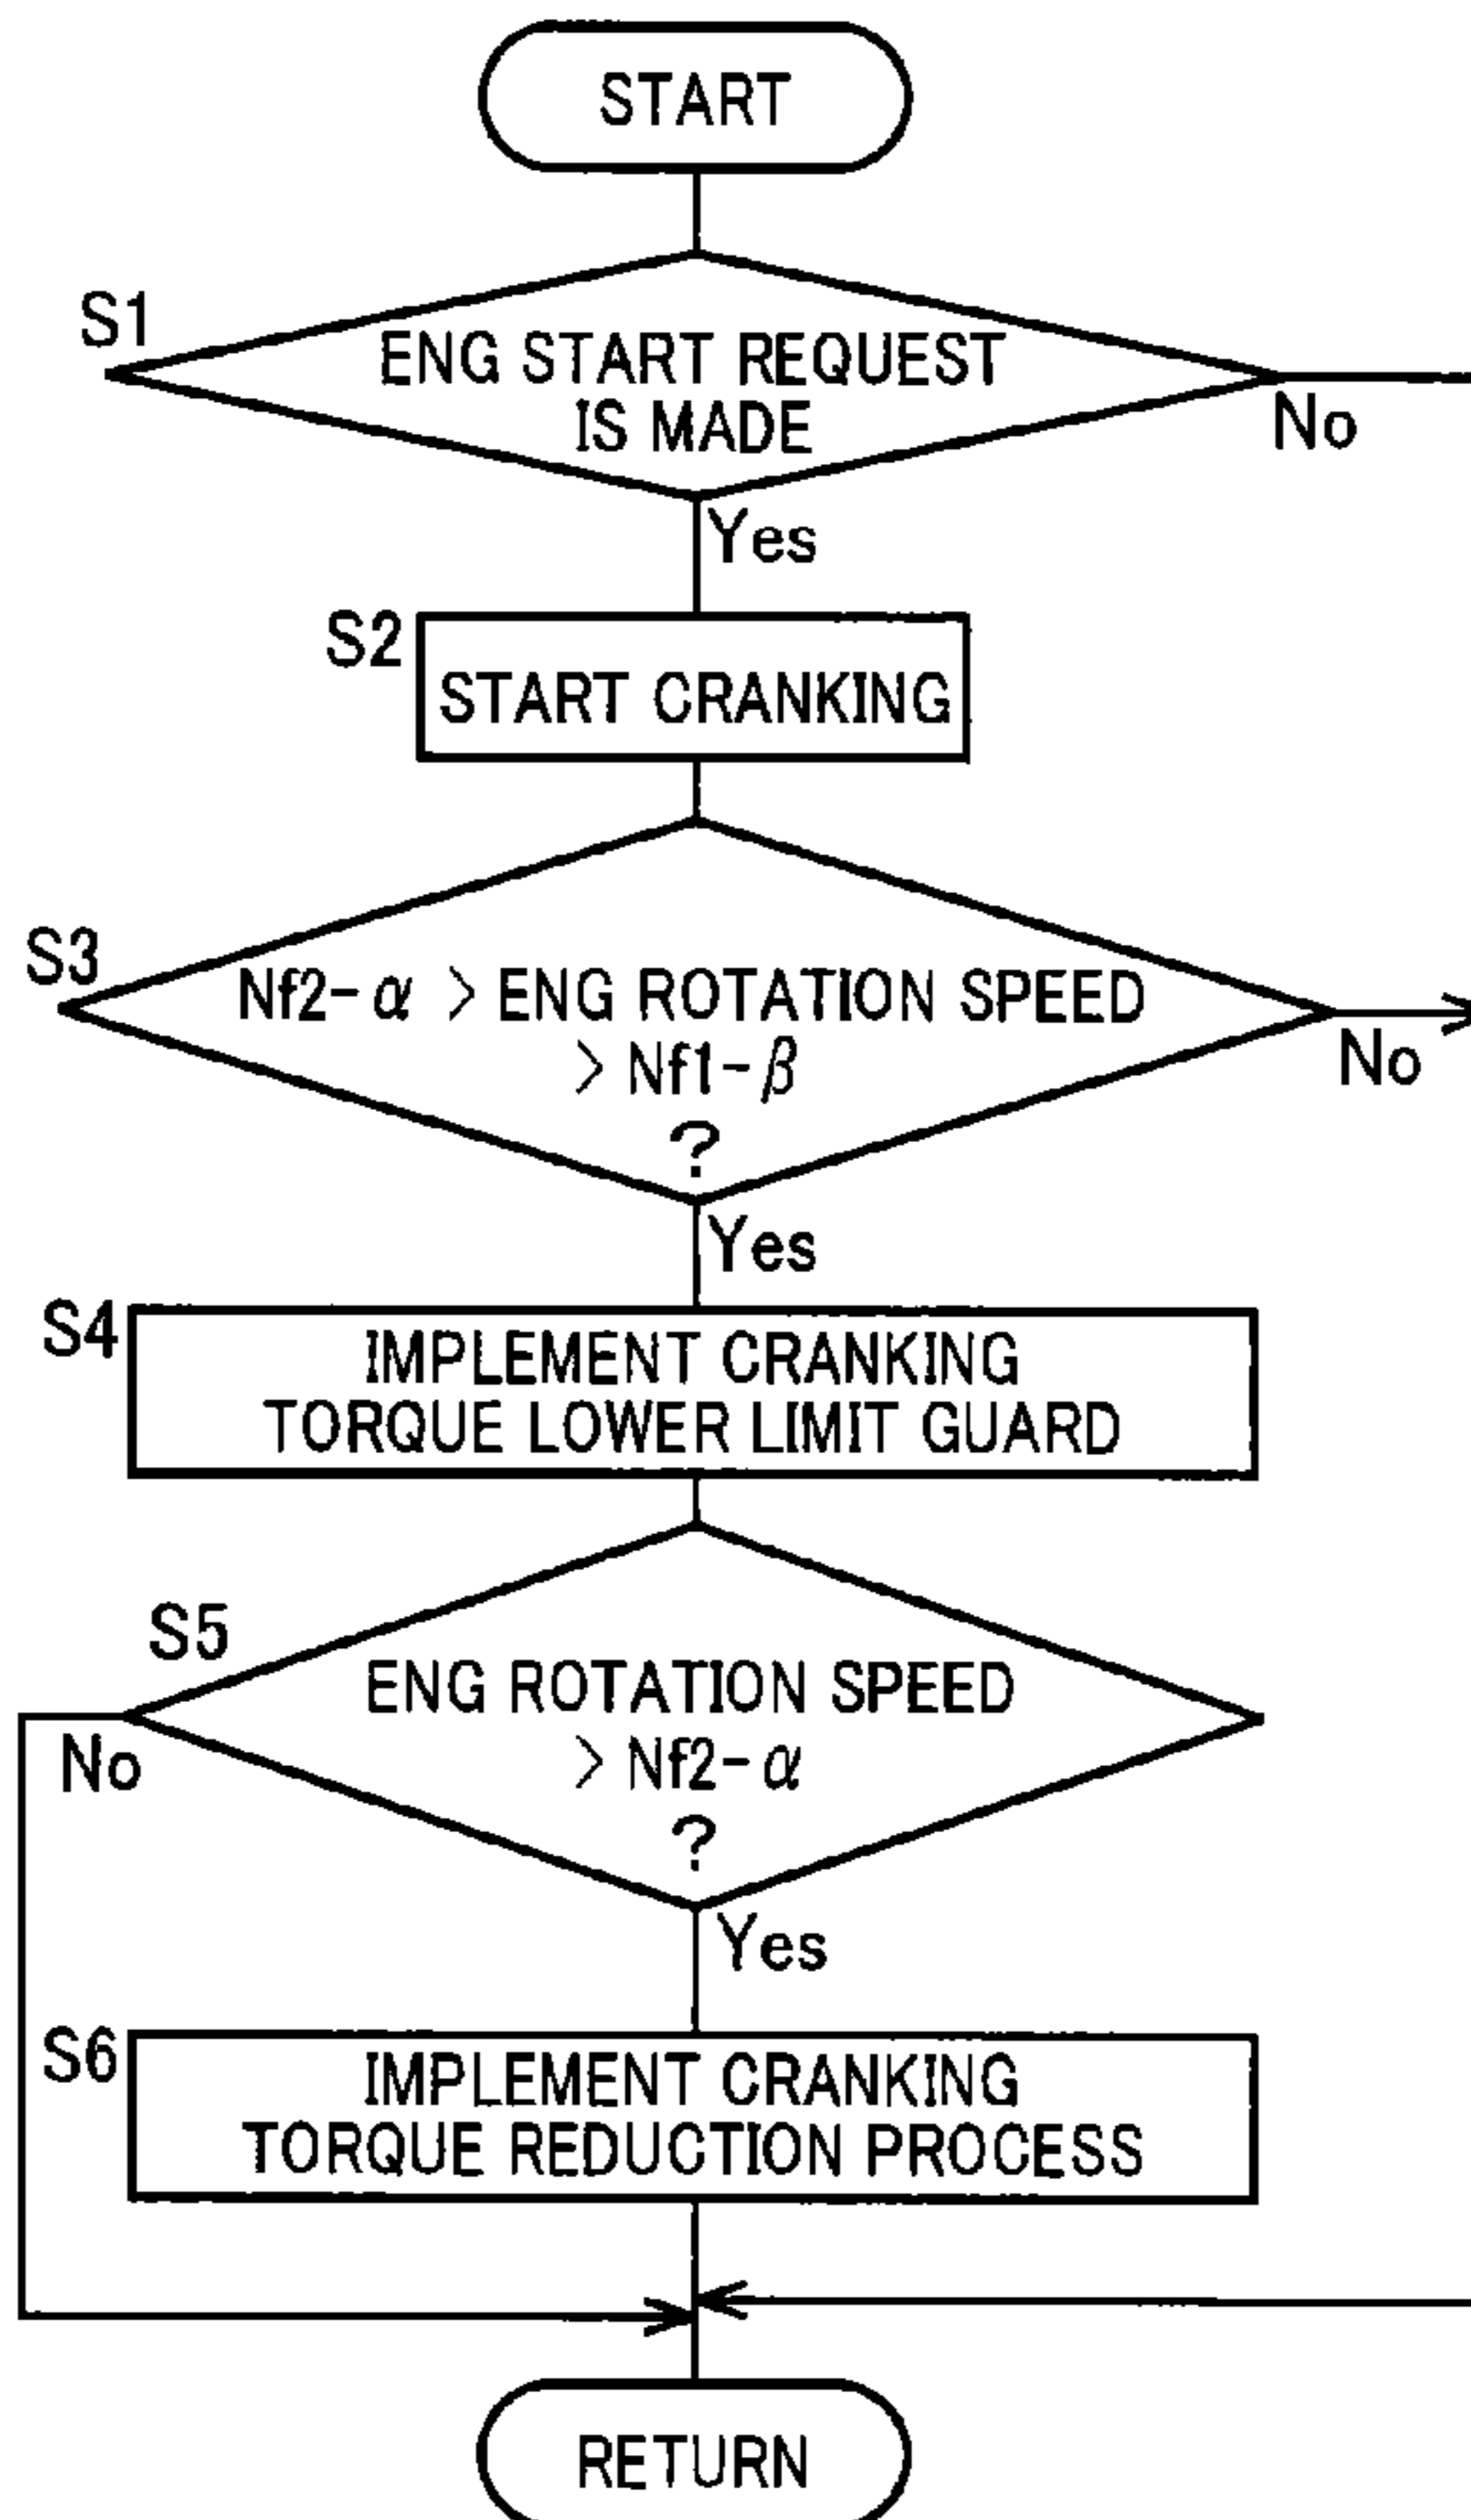 START
S1
ENG START REQUEST
IS MADE
No
Yes
S2
START CRANKING
S3
Nf2-α > ENG ROTATION SPEED
> Nf1-β
?
No
Yes
S4
IMPLEMENT CRANKING
TORQUE LOWER LIMIT GUARD
S5
ENG ROTATION SPEED
> Nf2-α
?
No
Yes
S6
IMPLEMENT CRANKING
TORQUE REDUCTION PROCESS
RETURN